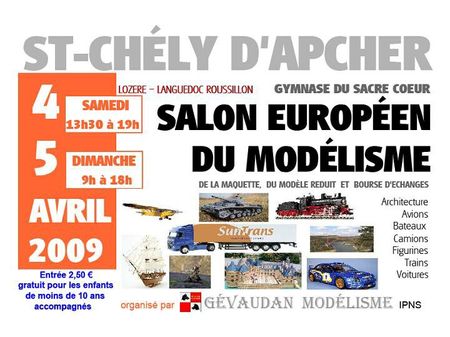 ST-CHÉLY D'APCHER
LOZERE – LANGUEDOC ROUSSILLON
GYMNASE DU SACRE COEUR
4
SAMEDI
13h30 à 19h
5
DIMANCHE
9h à 18h
AVRIL
2009
SALON EUROPÉEN
DU MODÉLISME
DE LA MAQUETTE, DU MODÈLE REDUIT ET BOURSE D'ECHANGES
Architecture
Avions
Bateaux
Camions
Figurines
Trains
Voitures
Suntrans
Entrée 2,50 €
gratuit pour les enfants
de moins de 10 ans
accompagnés
organisé par GÉVAUDAN MODÉLISME IPNS